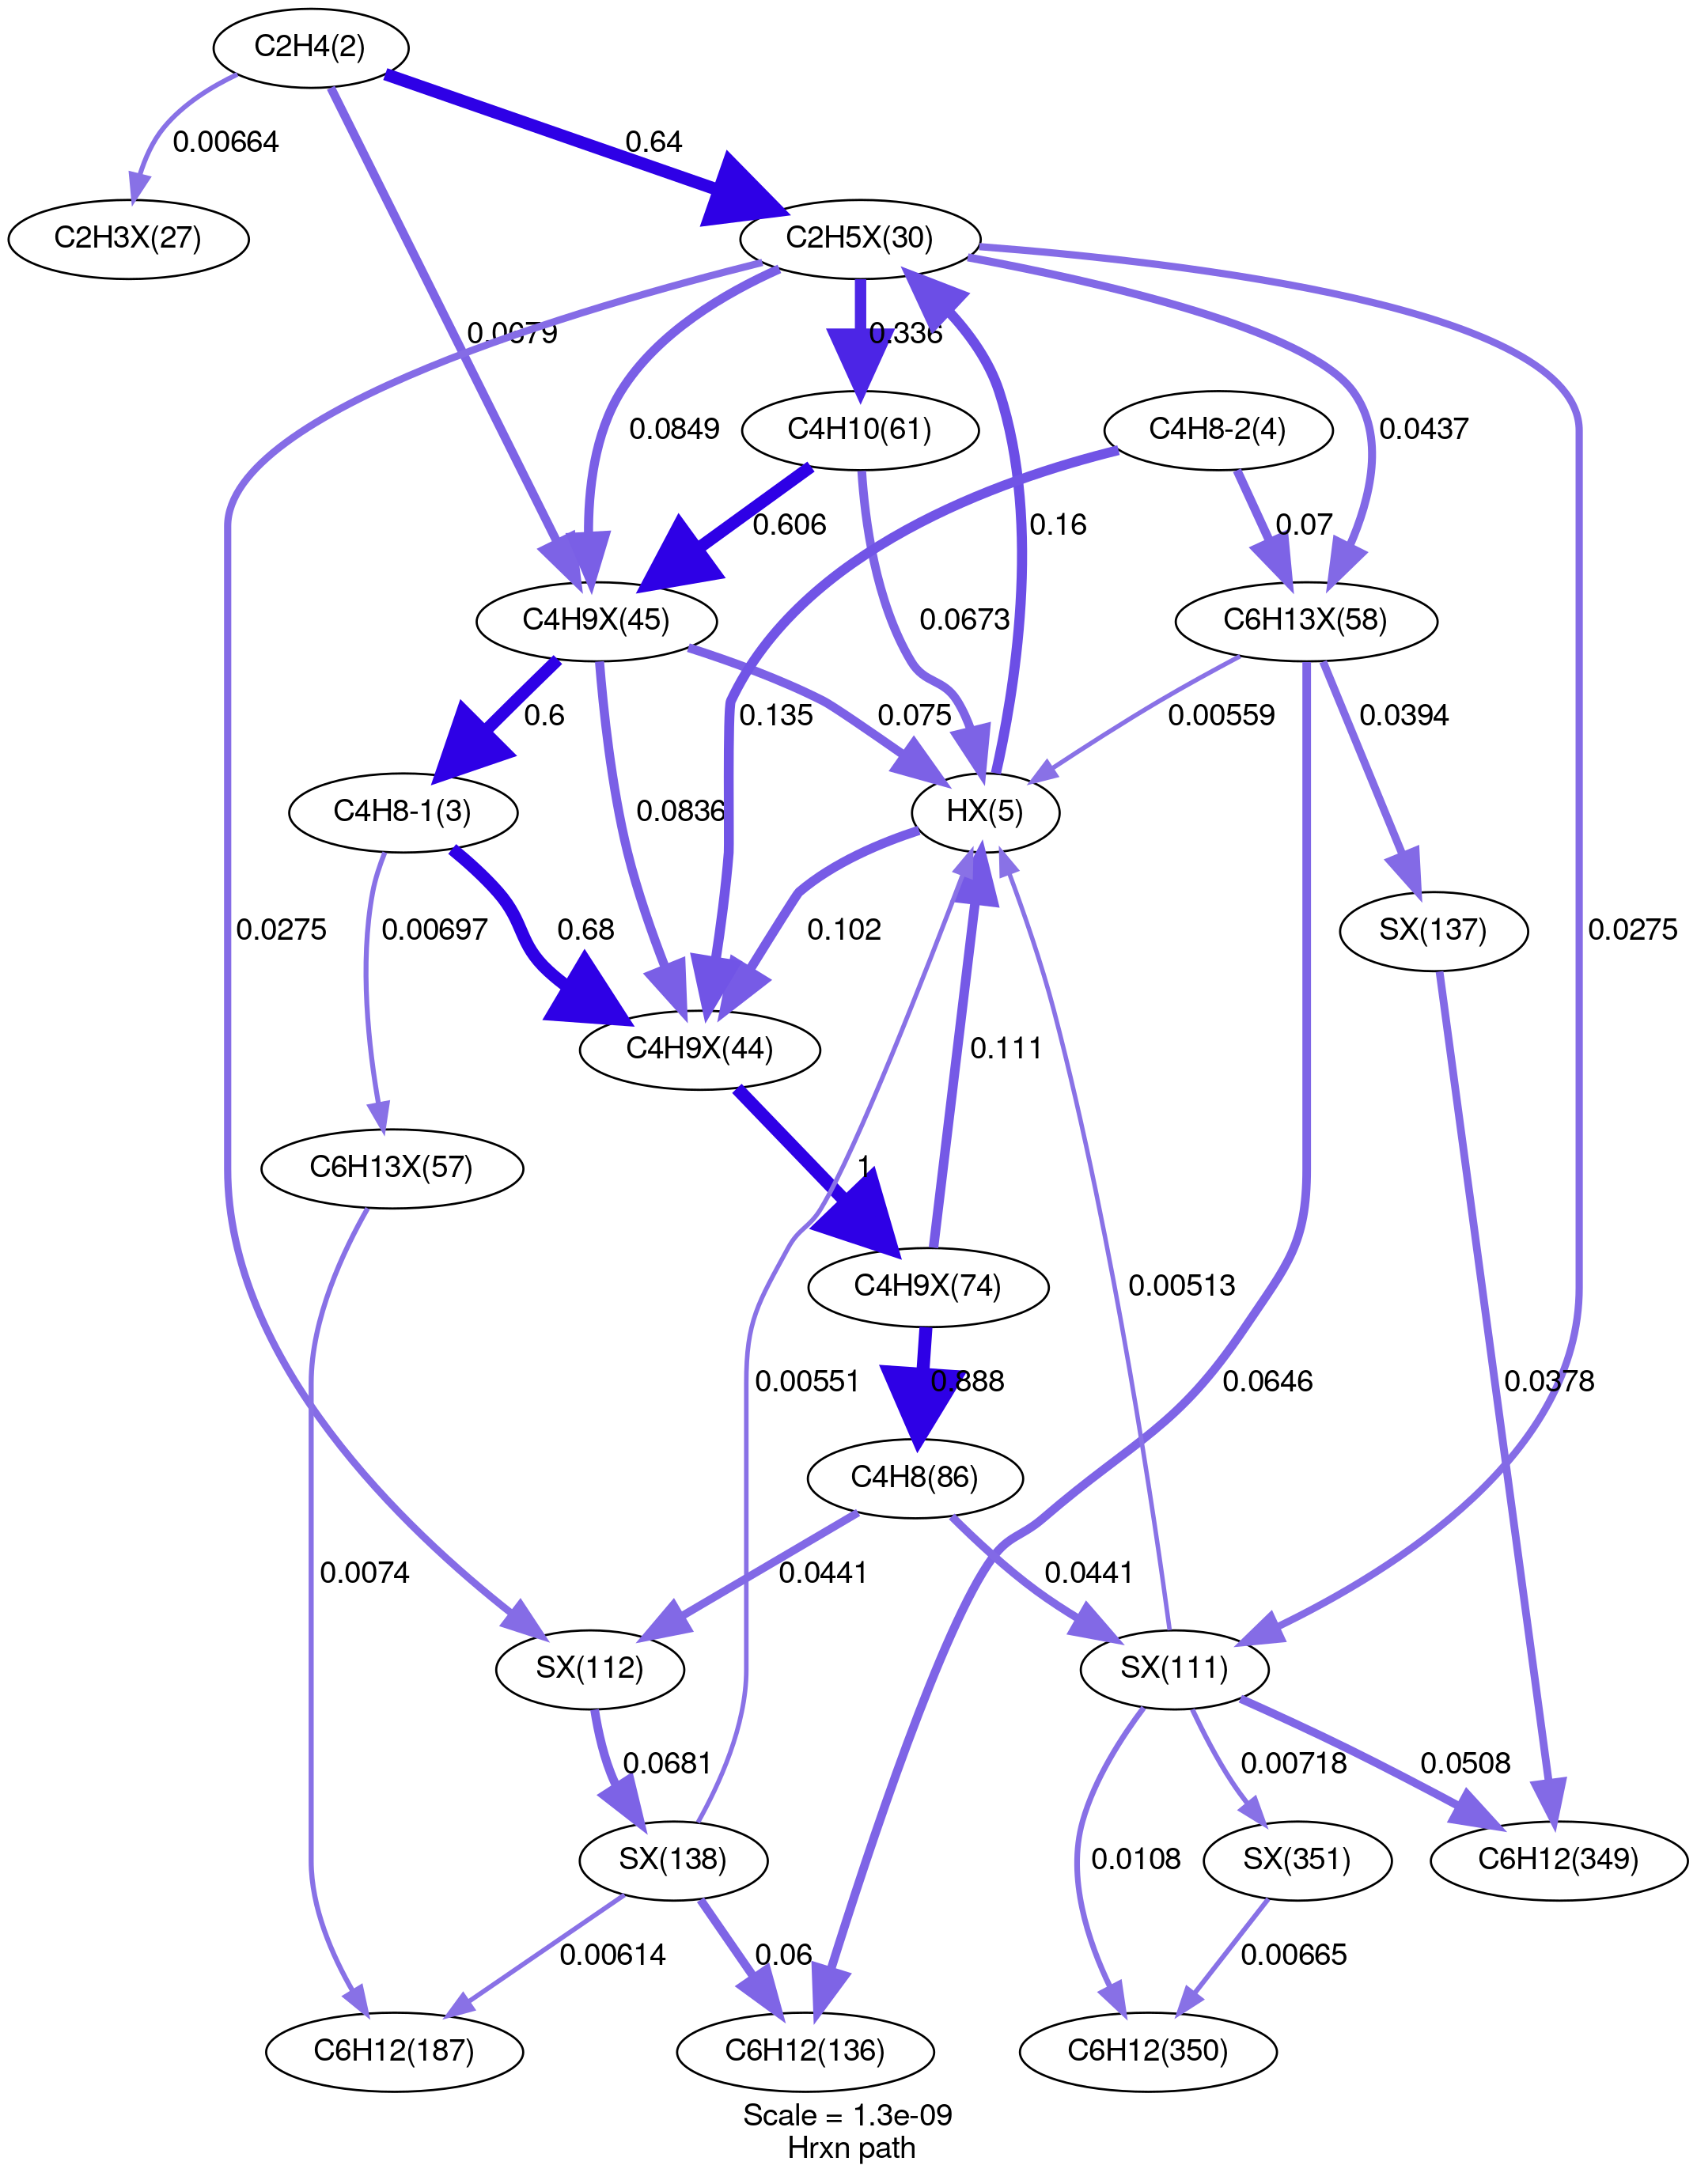 C2H4(2)
0.00664
0.64
C2H3X(27)
C2H5X(30)
0.0679
0.336
C4H10(61)
C4H8-2(4)
0.0849
0.0437
0.606
0.16
0.07
C4H9X(45)
0.0673
C6H13X(58)
0.6
0.135
0.075
0.00559
0.0394
C4H8-1(3)
0.0836
HX(5)
0.0275
0.00697
0.68
0.102
SX(137)
0.0275
C4H9X(44)
0.111
C6H13X(57)
1
C4H9X(74)
0.00513
0.00551
0.888
0.0646
0.0378
C4H8(86)
0.0074
0.0441
0.0441
SX(112)
SX(111)
0.0681
0.00718
0.0508
SX(138)
0.0108
SX(351)
C6H12(349)
0.00614
0.06
0.00665
C6H12(187)
C6H12(136)
C6H12(350)
Scale = 1.3e-09
Hrxn path